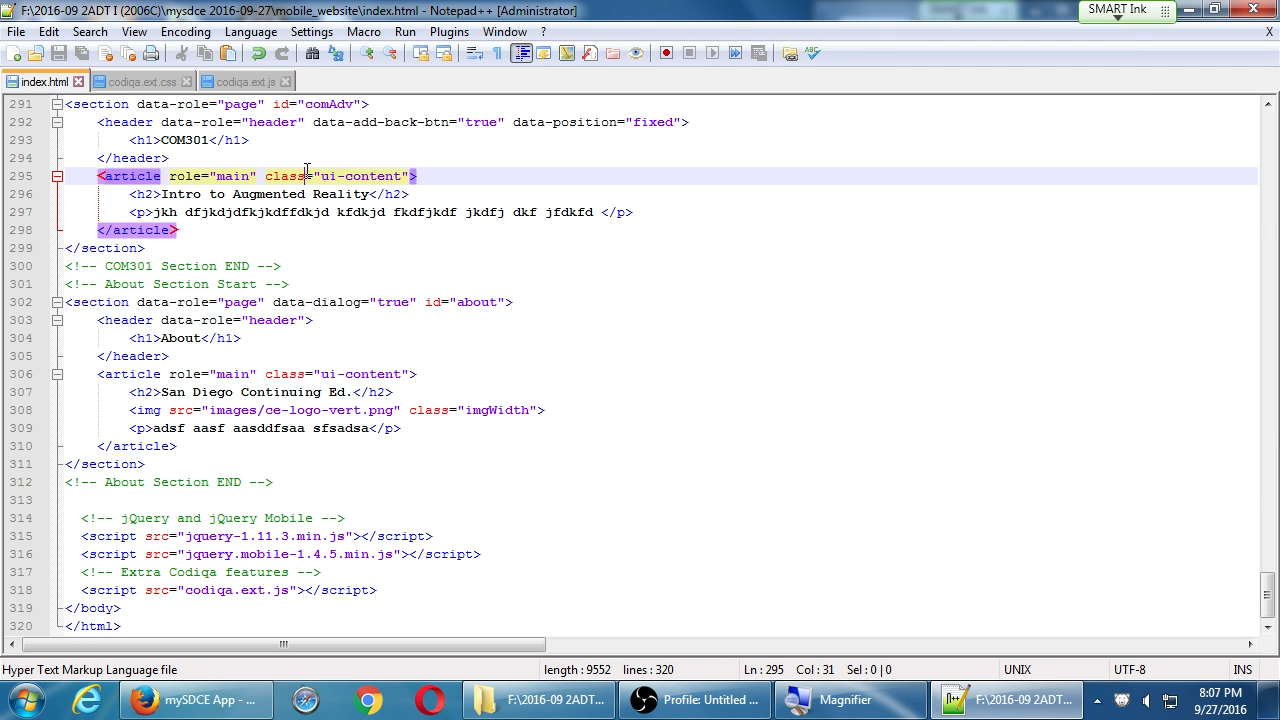 F:\2016-09 2ADT I (2006C)\mysdce 2016-09-27\mobile_website\index.html - Notepad++ [Administrator]
SMART Ink
File Edit Search View Encoding Language Settings Macro Run Plugins Window ? X
index.html codiqa.ext.css codiqa.ext.js
291 <section data-role="page" id="comAdv">
292 <header data-role="header" data-add-back-btn="true" data-position="fixed">
293 <h1>COM301</h1>
294 </header>
295 <article role="main" class="ui-content">
296 <h2>Intro to Augmented Reality</h2>
297 <p>jkh dfjkdjdfkjkdffdkjd kfdkjd fkdfjkdf jkdfj dkf jfdkfd </p>
298 </article>
299 </section>
300 <!-- COM301 Section END -->
301 <!-- About Section Start -->
302 <section data-role="page" data-dialog="true" id="about">
303 <header data-role="header">
304 <h1>About</h1>
305 </header>
306 <article role="main" class="ui-content">
307 <h2>San Diego Continuing Ed.</h2>
308 <img src="images/ce-logo-vert.png" class="imgWidth">
309 <p>adsf aasf aasddfsaa sfsadsa</p>
310 </article>
311 </section>
312 <!-- About Section END -->
313
314 <!-- jQuery and jQuery Mobile -->
315 <script src="jquery-1.11.3.min.js"></script>
316 <script src="jquery.mobile-1.4.5.min.js"></script>
317 <!-- Extra Codiqa features -->
318 <script src="codiqa.ext.js"></script>
319 </body>
320 </html>
Hyper Text Markup Language file length : 9552 lines : 320 Ln : 295 Col : 31 Sel : 0 | 0 UNIX UTF-8 INS
mySDCE App - ... F:\2016-09 2ADT... Profile: Untitled ... Magnifier F:\2016-09 2ADT... 8:07 PM
9/27/2016